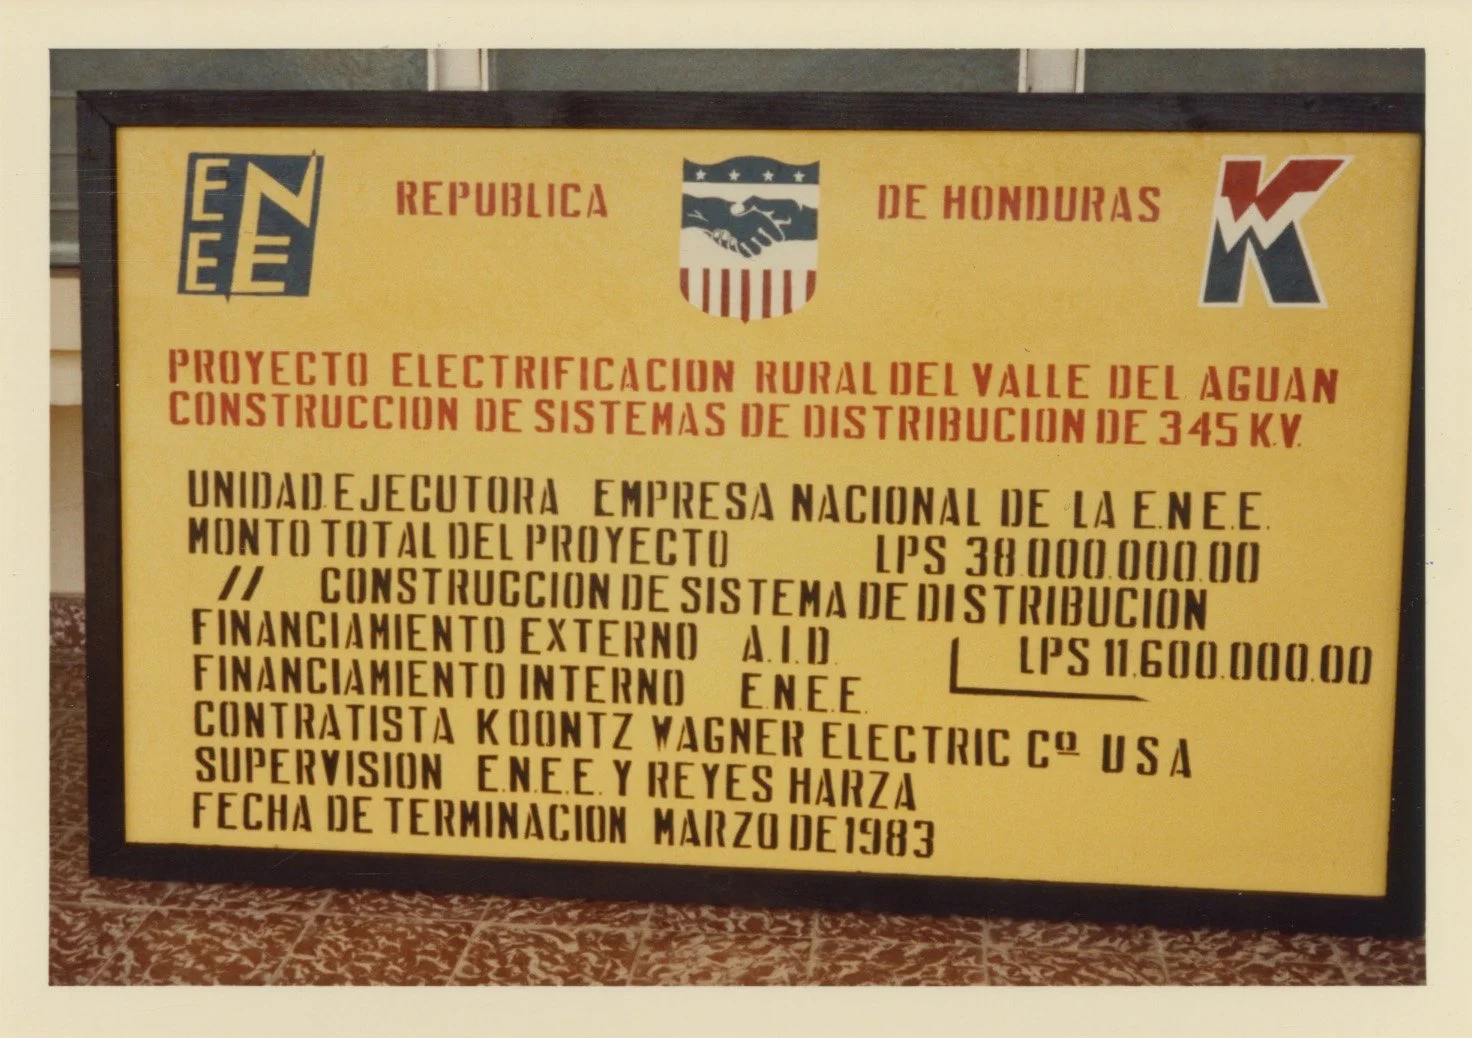 ENEE
REPUBLICA DE HONDURAS
KW
PROYECTO ELECTRIFICACION RURAL DEL VALLE DEL AGUAN
CONSTRUCCION DE SISTEMAS DE DISTRIBUCION DE 345 K.V.
UNIDAD.EJECUTORA EMPRESA NACIONAL DE LA E.N.E.E.
MONTO TOTAL DEL PROYECTO LPS 38.000.000.00
// CONSTRUCCION DE SISTEMA DE DISTRIBUCION
LPS 11.600.000.00
FINANCIAMIENTO EXTERNO A.I.D.
FINANCIAMIENTO INTERNO E.N.E.E.
CONTRATISTA KOONTZ WAGNER ELECTRIC Cº USA
SUPERVISION E.N.E.E. Y REYES HARZA
FECHA DE TERMINACION MARZO DE 1983